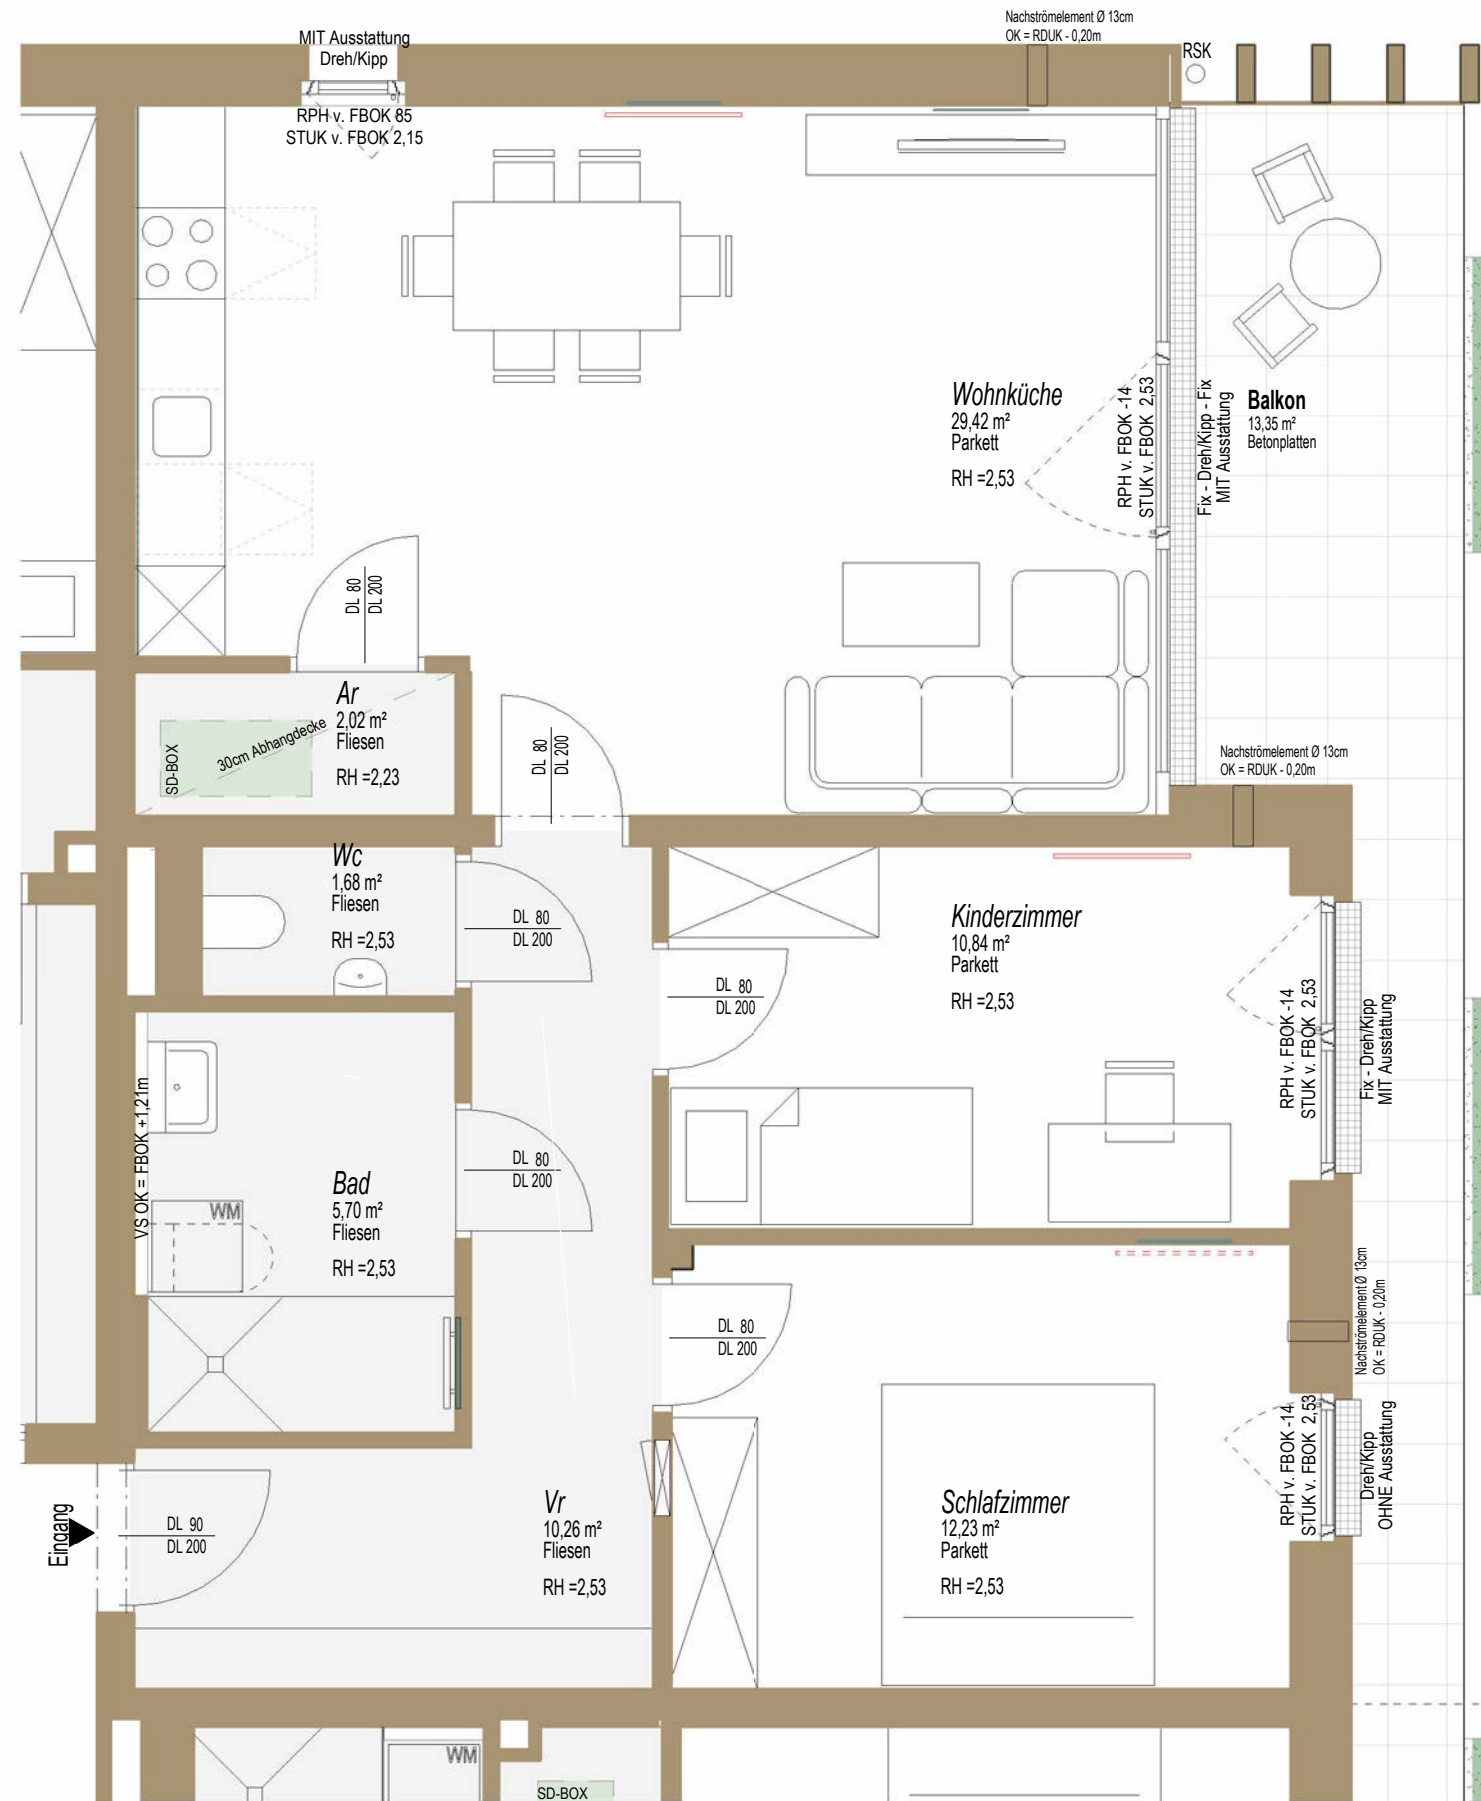 Nachströmelement Ø 13cm
OK = RDUK - 0,20m
MIT Ausstattung
Dreh/Kipp
RSK
RPH v. FBOK 85
STUK v. FBOK 2,15
Wohnküche
29,42 m²
Parkett
RH =2,53
RPH v. FBOK -14
STUK v. FBOK 2,53
Fix - Dreh/Kipp - Fix
MIT Ausstattung
Balkon
13,35 m²
Betonplatten
DL 80
DL 200
Ar
2,02 m²
Fliesen
RH =2,23
SD-BOX
30cm Abhangdecke
DL 80
DL 200
Nachströmelement Ø 13cm
OK = RDUK - 0,20m
Wc
1,68 m²
Fliesen
RH =2,53
DL 80
DL 200
Kinderzimmer
10,84 m²
Parkett
RH =2,53
DL 80
DL 200
RPH v. FBOK -14
STUK v. FBOK 2,53
Fix - Dreh/Kipp
MIT Ausstattung
VS OK = FBOK +1,21m
Bad
5,70 m²
Fliesen
RH =2,53
WM
DL 80
DL 200
Nachströmelement Ø 13cm
OK = RDUK - 0,20m
DL 80
DL 200
RPH v. FBOK -14
STUK v. FBOK 2,53
Dreh/Kipp
OHNE Ausstattung
Eingang
DL 90
DL 200
Vr
10,26 m²
Fliesen
RH =2,53
Schlafzimmer
12,23 m²
Parkett
RH =2,53
WM
SD-BOX